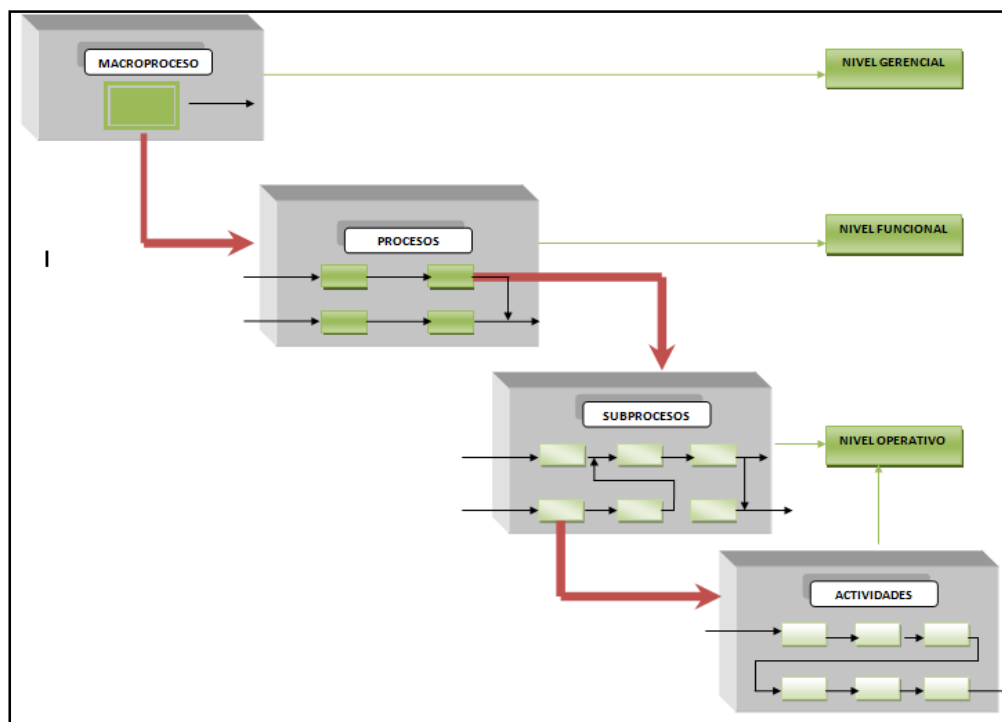 MACROPROCESO
NIVEL GERENCIAL
PROCESOS
NIVEL FUNCIONAL
I
SUBPROCESOS
NIVEL OPERATIVO
ACTIVIDADES